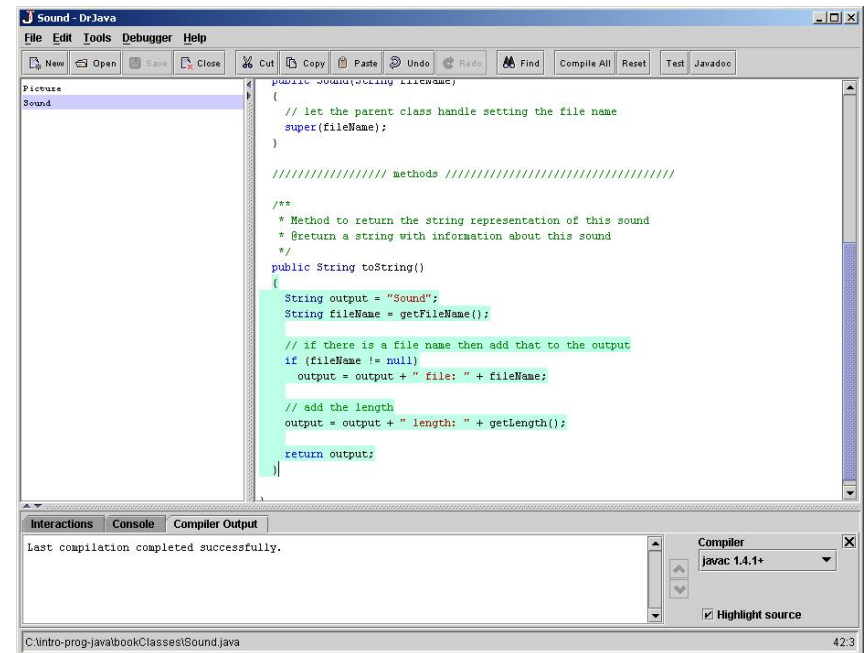 Sound - DrJava
File Edit Tools Debugger Help
New Open Save Close Cut Copy Paste Undo Redo Find Compile All Reset Test Javadoc
Picture
Sound
public Sound(String fileName)
{
// let the parent class handle setting the file name
super(fileName);
}
////////////////// methods ////////////////////////////////////
/**
* Method to return the string representation of this sound
* @return a string with information about this sound
*/
public String toString()
{
String output = "Sound";
String fileName = getFileName();
// if there is a file name then add that to the output
if (fileName != null)
output = output + " file: " + fileName;
// add the length
output = output + " length: " + getLength();
return output;
}
Interactions Console Compiler Output
Last compilation completed successfully.
Compiler
javac 1.4.1+
Highlight source
C:\intro-prog-java\bookClasses\Sound.java 42:3